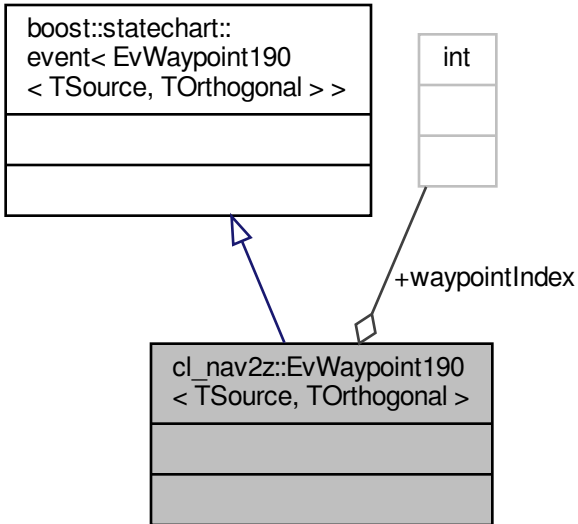 boost::statechart::
event< EvWaypoint190
< TSource, TOrthogonal > >
int
+waypointIndex
cl_nav2z::EvWaypoint190
< TSource, TOrthogonal >